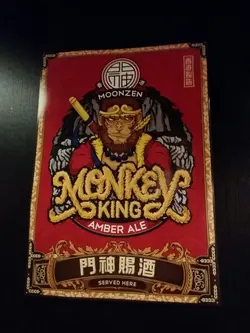 MOONZEN
MONKEY
KING
AMBER ALE
門神賜酒
SERVED HERE